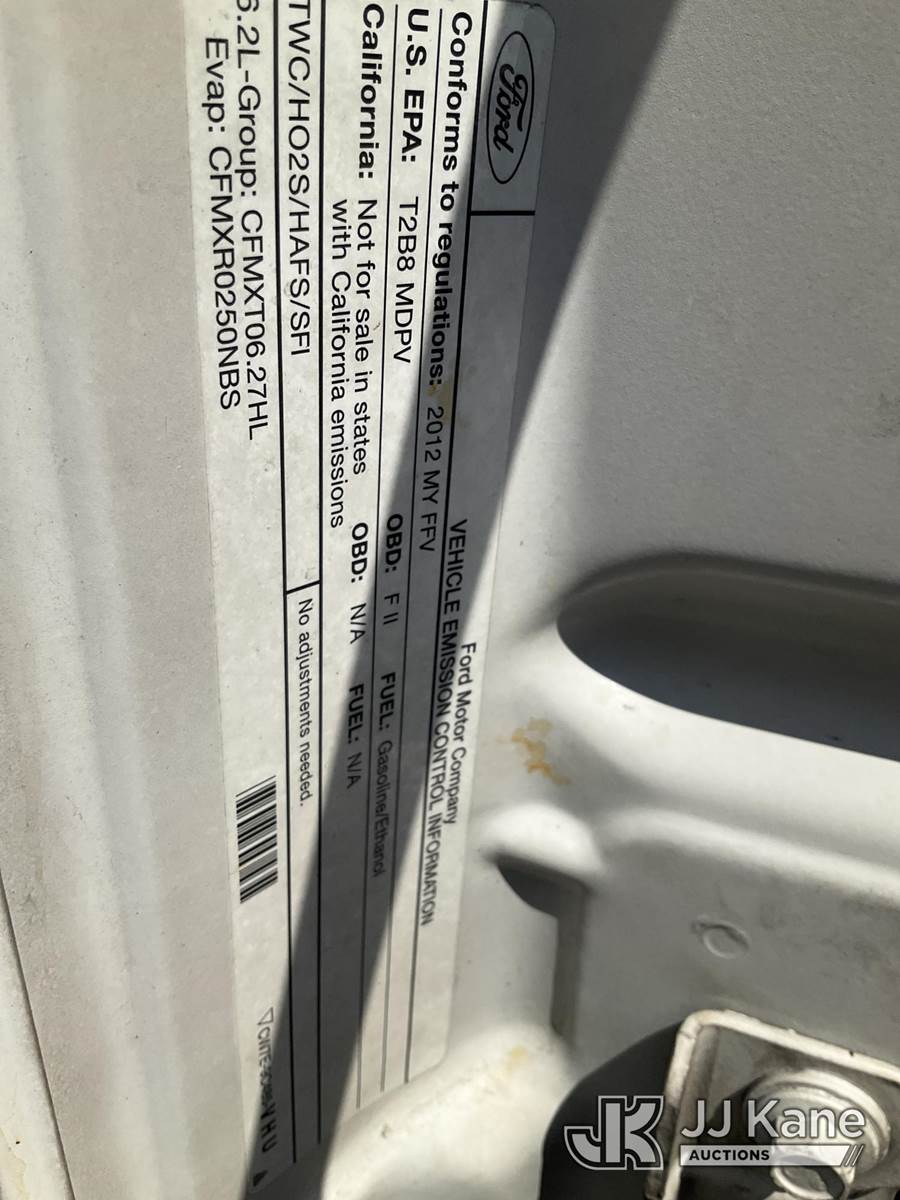 Ford
Ford Motor Company
VEHICLE EMISSION CONTROL INFORMATION
Conforms to regulations: 2012 MY FFV
U.S. EPA: T2B8 MDPV OBD: F II FUEL: Gasoline/Ethanol
California: Not for sale in states with California emissions OBD: N/A FUEL: N/A
TWC/HO2S/HAFS/SFI
No adjustments needed.
6.2L-Group: CFMXT06.27HL
Evap: CFMXR0250NBS
VHU
JK JJ Kane
AUCTIONS